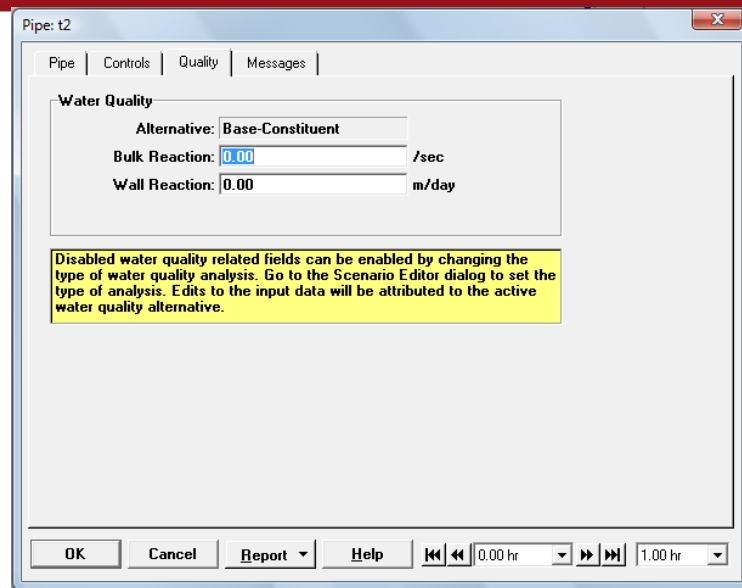 Pipe: t2
Pipe Controls Quality Messages
Water Quality
Alternative: Base-Constituent
Bulk Reaction: 0.00 /sec
Wall Reaction: 0.00 m/day
Disabled water quality related fields can be enabled by changing the
type of water quality analysis. Go to the Scenario Editor dialog to set the
type of analysis. Edits to the input data will be attributed to the active
water quality alternative.
OK Cancel Report Help 0.00 hr 1.00 hr